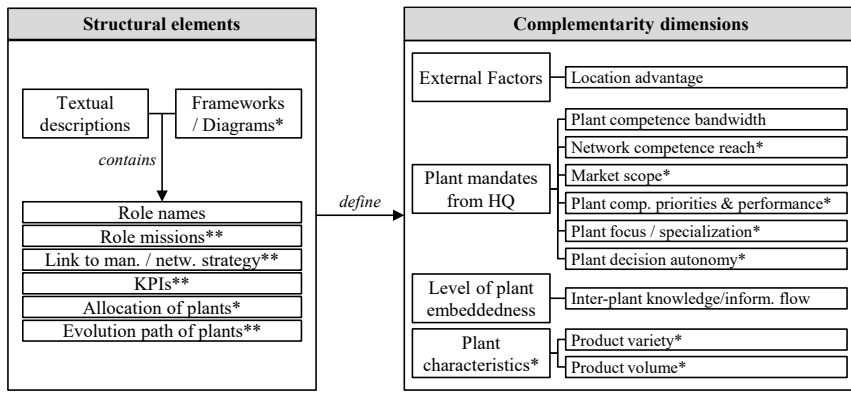 Structural elements
Textual
descriptions
Frameworks
/ Diagrams*
contains
Role names
Role missions**
Link to man. / netw. strategy**
KPIs**
Allocation of plants*
Evolution path of plants**
define
Complementarity dimensions
External Factors
Location advantage
Plant mandates
from HQ
Plant competence bandwidth
Network competence reach*
Market scope*
Plant comp. priorities & performance*
Plant focus / specialization*
Plant decision autonomy*
Level of plant
embeddedness
Inter-plant knowledge/inform. flow
Plant
characteristics*
Product variety*
Product volume*